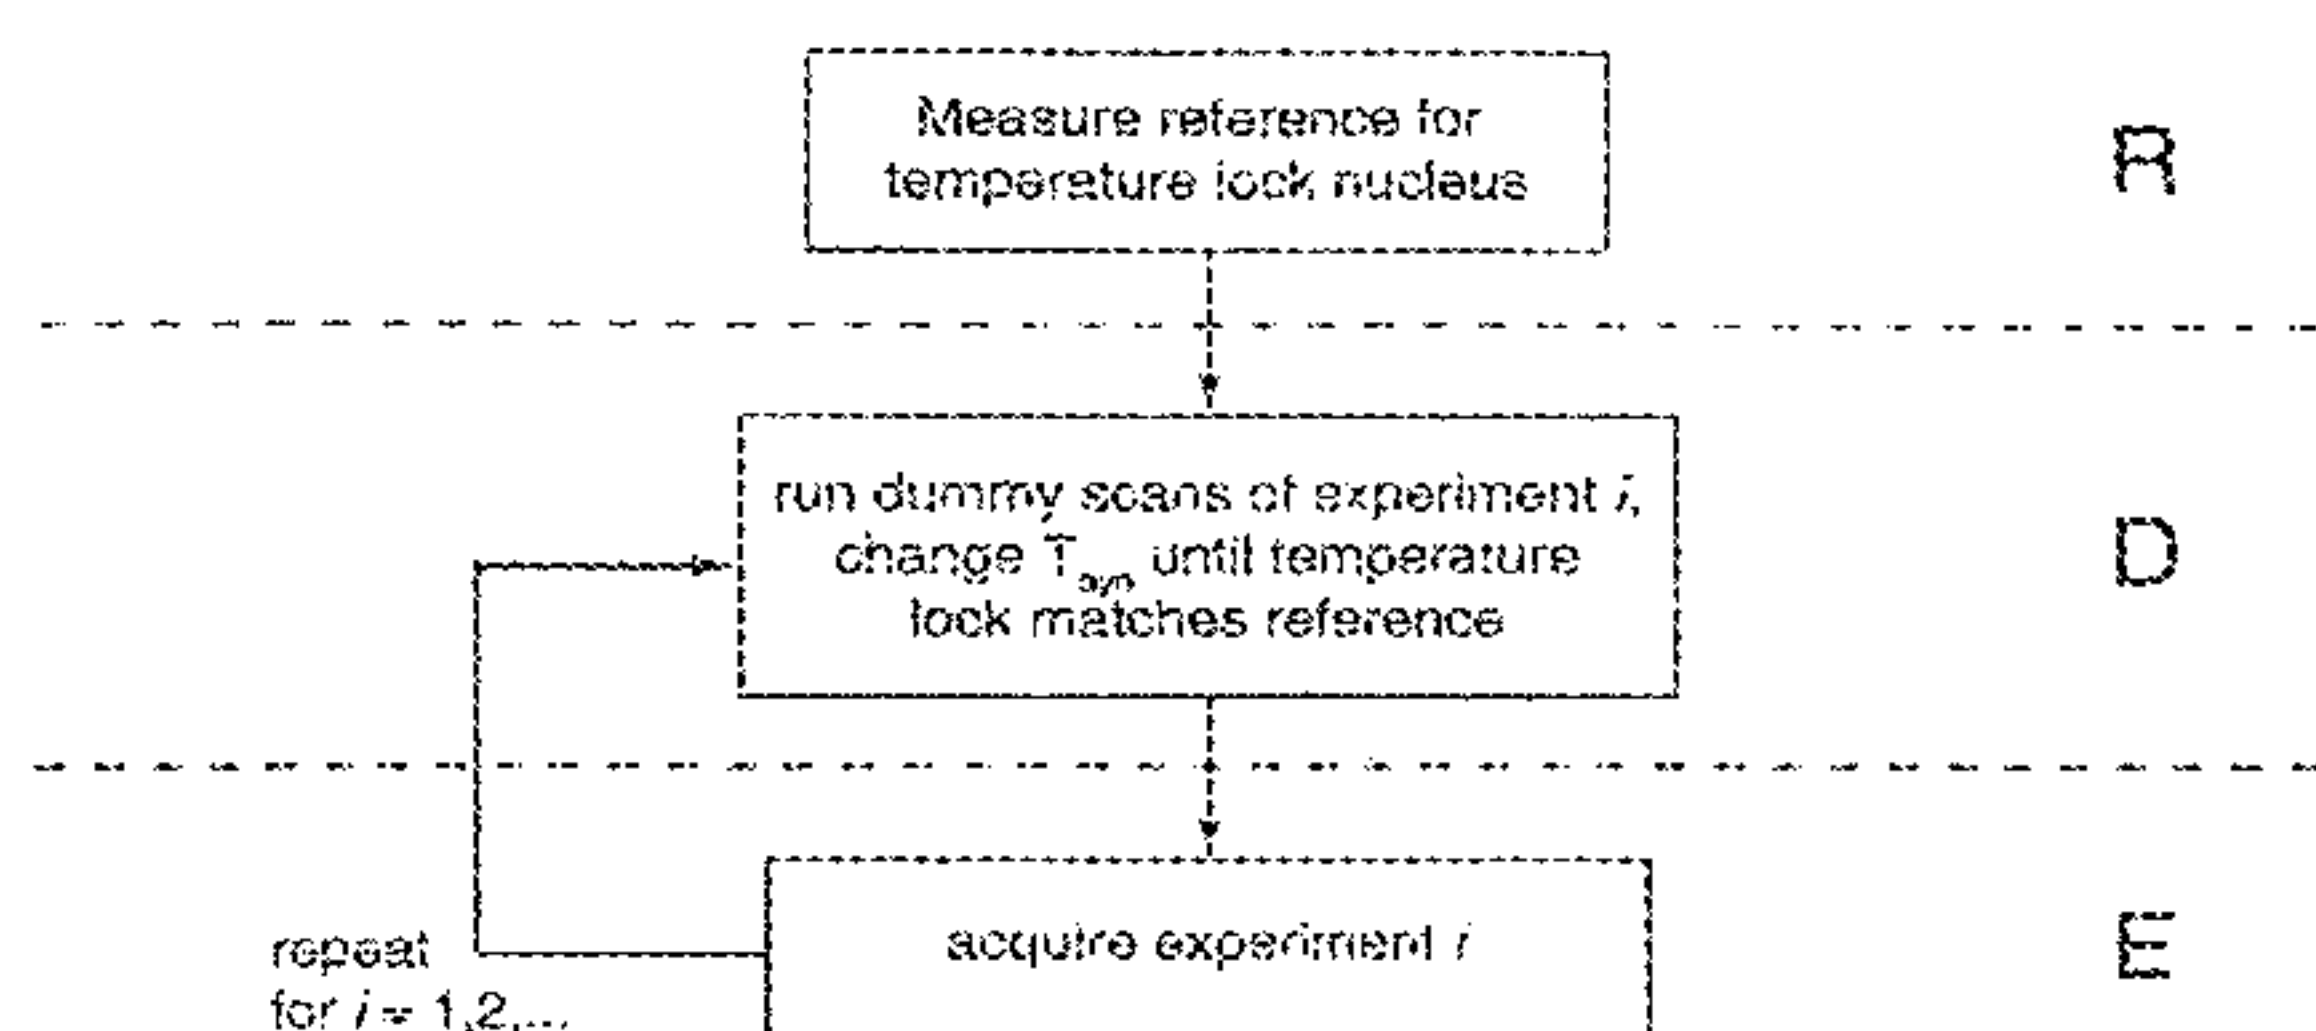 Measure reference for
temperature lock nucleus
R
run dummy scans of experiment i,
change T
until temperature
lock matches reference
D
acquire experiment i
E
repeat
for i = 1,2,...